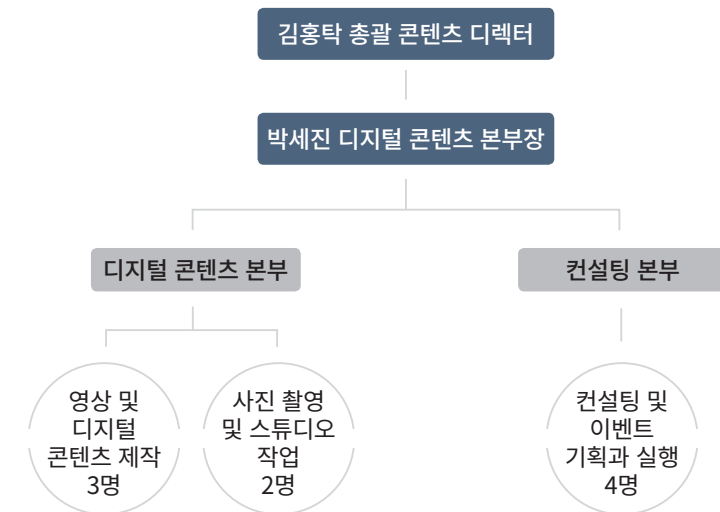 김홍탁 총괄 콘텐츠 디렉터
박세진 디지털 콘텐츠 본부장
디지털 콘텐츠 본부
컨설팅 본부
영상 및
디지털
콘텐츠 제작
3명
사진 촬영
및 스튜디오
작업
2명
컨설팅 및
이벤트
기획과 실행
4명